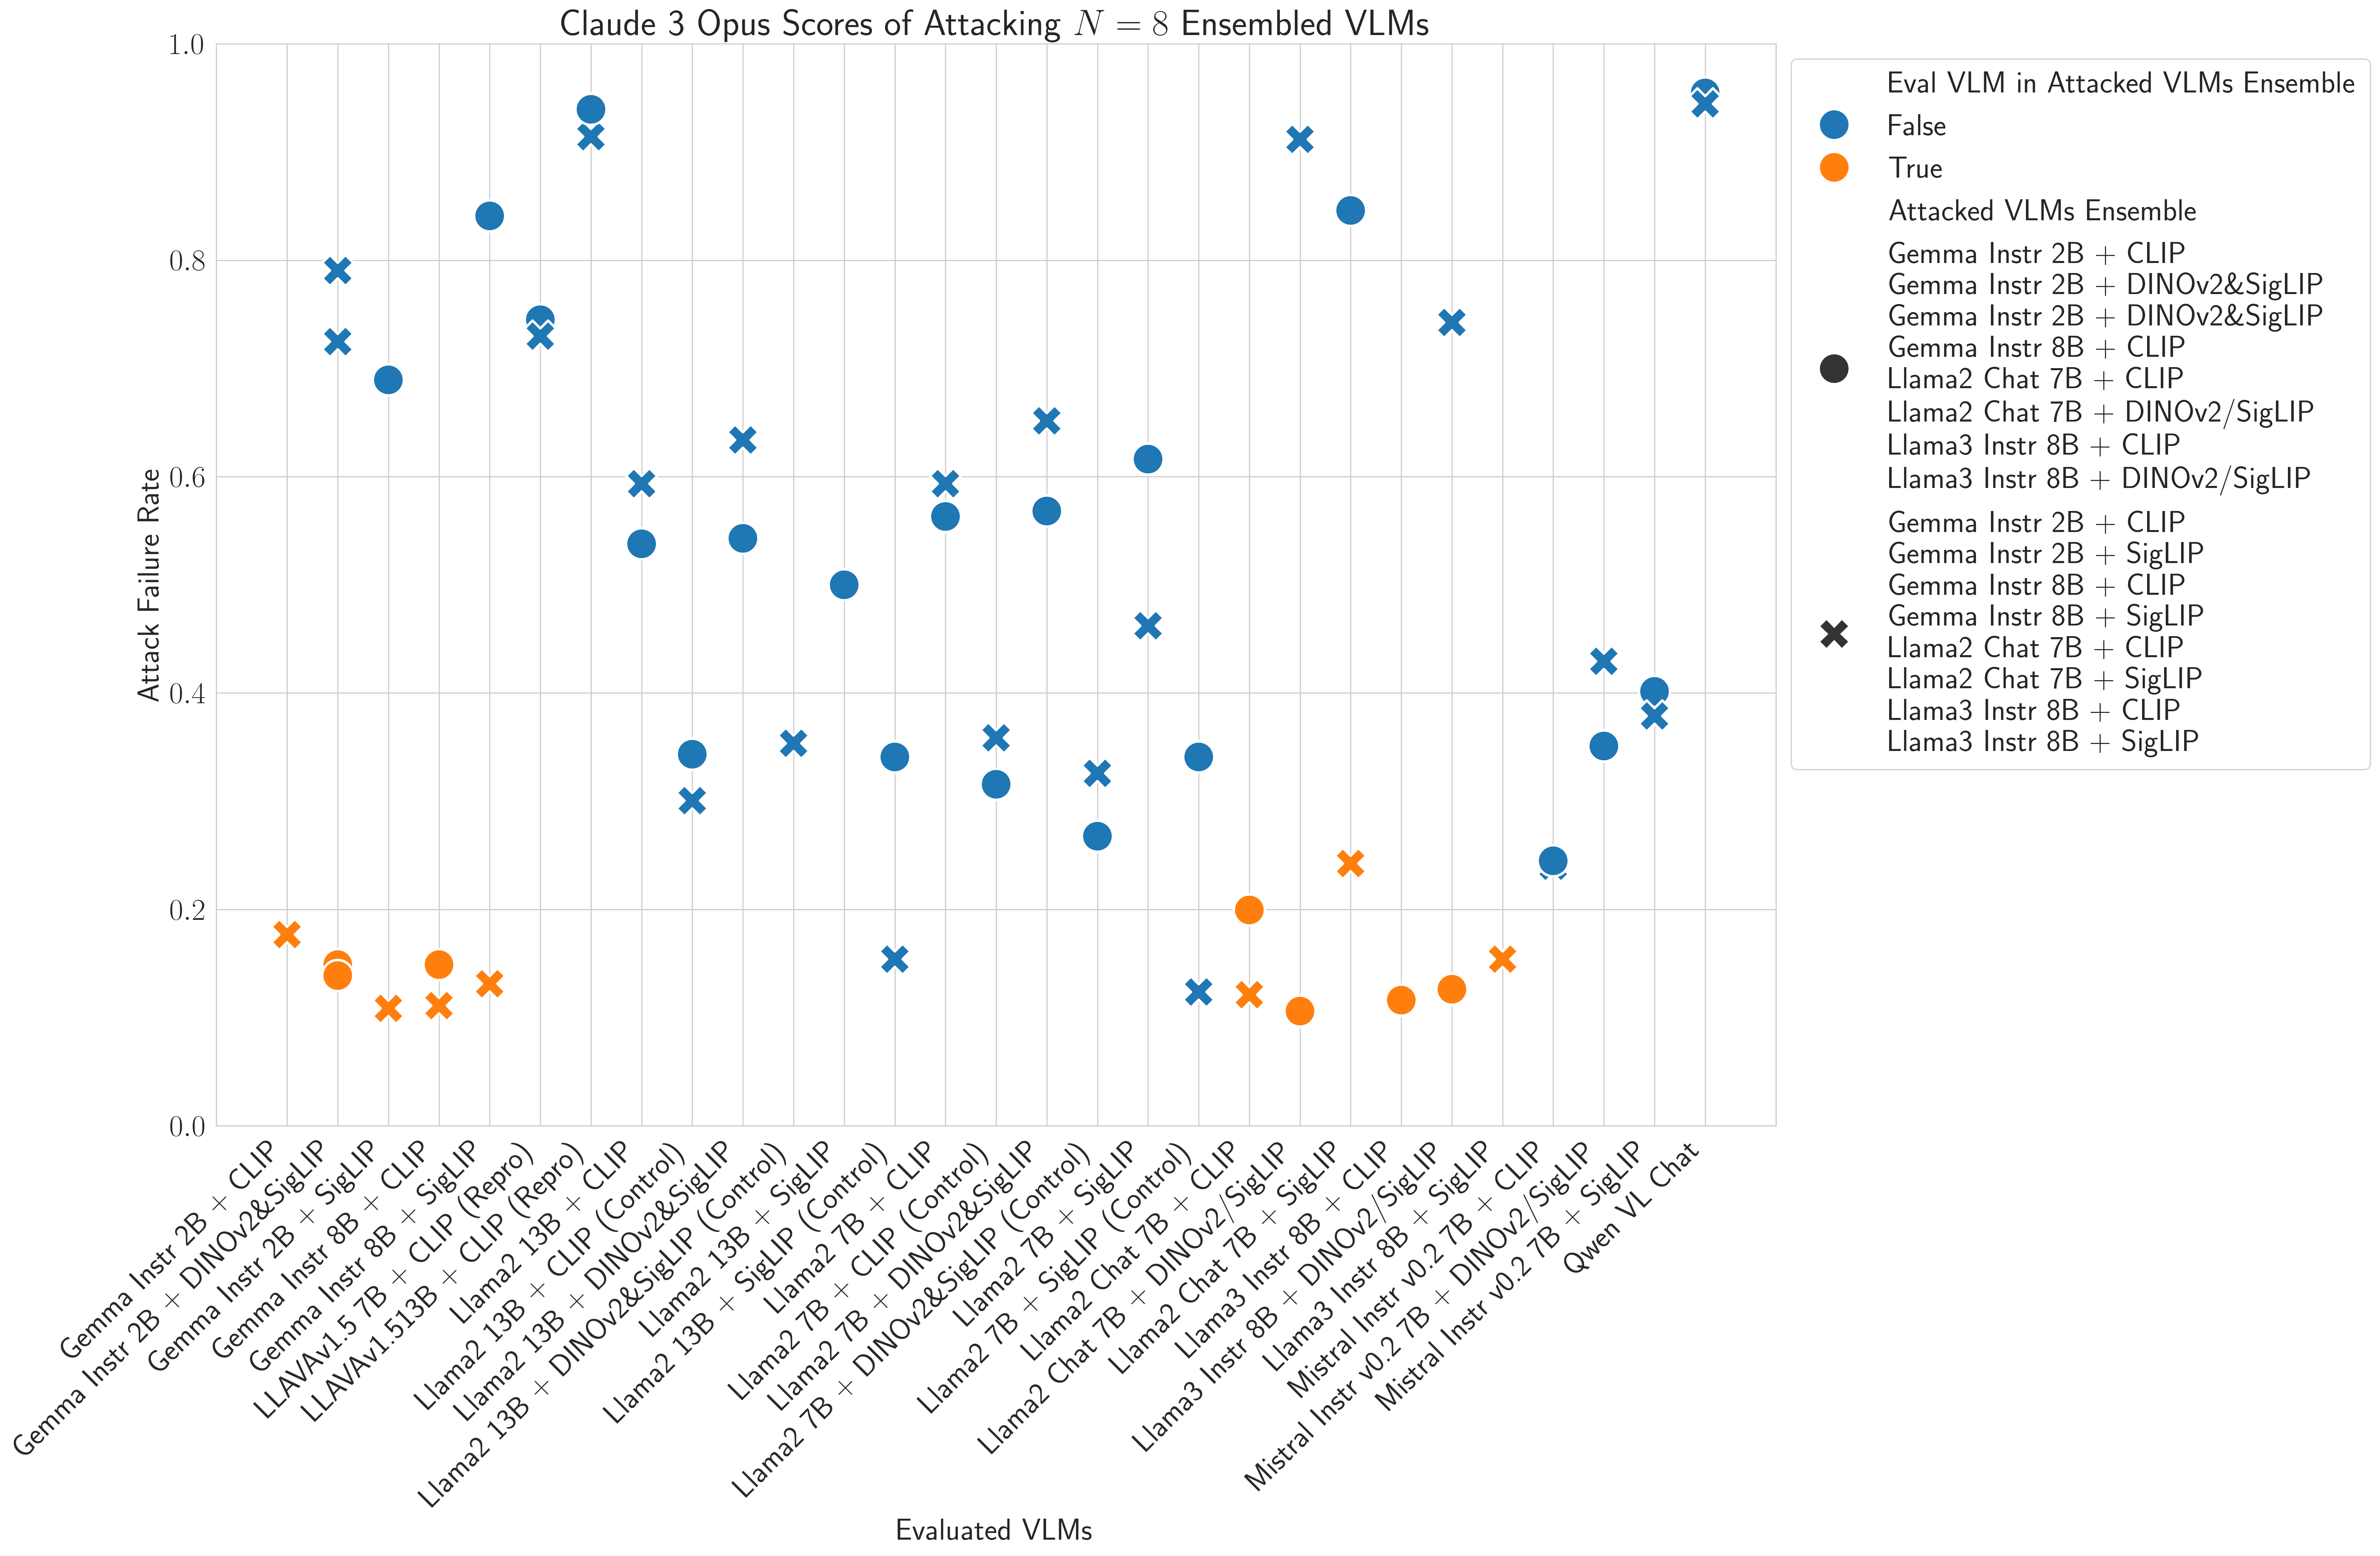 Claude 3 Opus Scores of Attacking N = 8 Ensembled VLMs
Attack Failure Rate
1.0
0.8
0.6
0.4
0.2
0.0
Gemma Instr 2B + CLIP
Gemma Instr 2B + DINOv2&SigLIP
Gemma Instr 2B + SigLIP
Gemma Instr 8B + CLIP
Gemma Instr 8B + SigLIP
LLAVAv1.5 7B + CLIP (Repro)
LLAVAv1.513B + CLIP (Repro)
Llama2 13B + CLIP
Llama2 13B + CLIP (Control)
Llama2 13B + DINOv2&SigLIP
Llama2 13B + DINOv2&SigLIP (Control)
Llama2 13B + SigLIP
Llama2 13B + SigLIP (Control)
Llama2 7B + CLIP
Llama2 7B + CLIP (Control)
Llama2 7B + DINOv2&SigLIP
Llama2 7B + DINOv2&SigLIP (Control)
Llama2 7B + SigLIP
Llama2 7B + SigLIP (Control)
Llama2 Chat 7B + CLIP
Llama2 Chat 7B + DINOv2/SigLIP
Llama2 Chat 7B + SigLIP
Llama3 Instr 8B + CLIP
Llama3 Instr 8B + DINOv2/SigLIP
Llama3 Instr 8B + SigLIP
Mistral Instr v0.2 7B + CLIP
Mistral Instr v0.2 7B + DINOv2/SigLIP
Mistral Instr v0.2 7B + SigLIP
Qwen VL Chat
Evaluated VLMs
Eval VLM in Attacked VLMs Ensemble
False
True
Attacked VLMs Ensemble
Gemma Instr 2B + CLIP
Gemma Instr 2B + DINOv2&SigLIP
Gemma Instr 2B + DINOv2&SigLIP
Gemma Instr 8B + CLIP
Llama2 Chat 7B + CLIP
Llama2 Chat 7B + DINOv2/SigLIP
Llama3 Instr 8B + CLIP
Llama3 Instr 8B + DINOv2/SigLIP
Gemma Instr 2B + CLIP
Gemma Instr 2B + SigLIP
Gemma Instr 8B + CLIP
Gemma Instr 8B + SigLIP
Llama2 Chat 7B + CLIP
Llama2 Chat 7B + SigLIP
Llama3 Instr 8B + CLIP
Llama3 Instr 8B + SigLIP